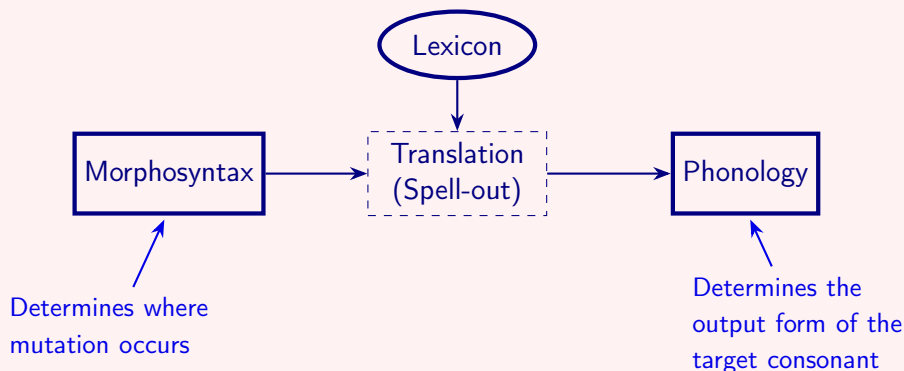 Lexicon
Morphosyntax
Translation
(Spell-out)
Phonology
Determines where
mutation occurs
Determines the
output form of the
target consonant